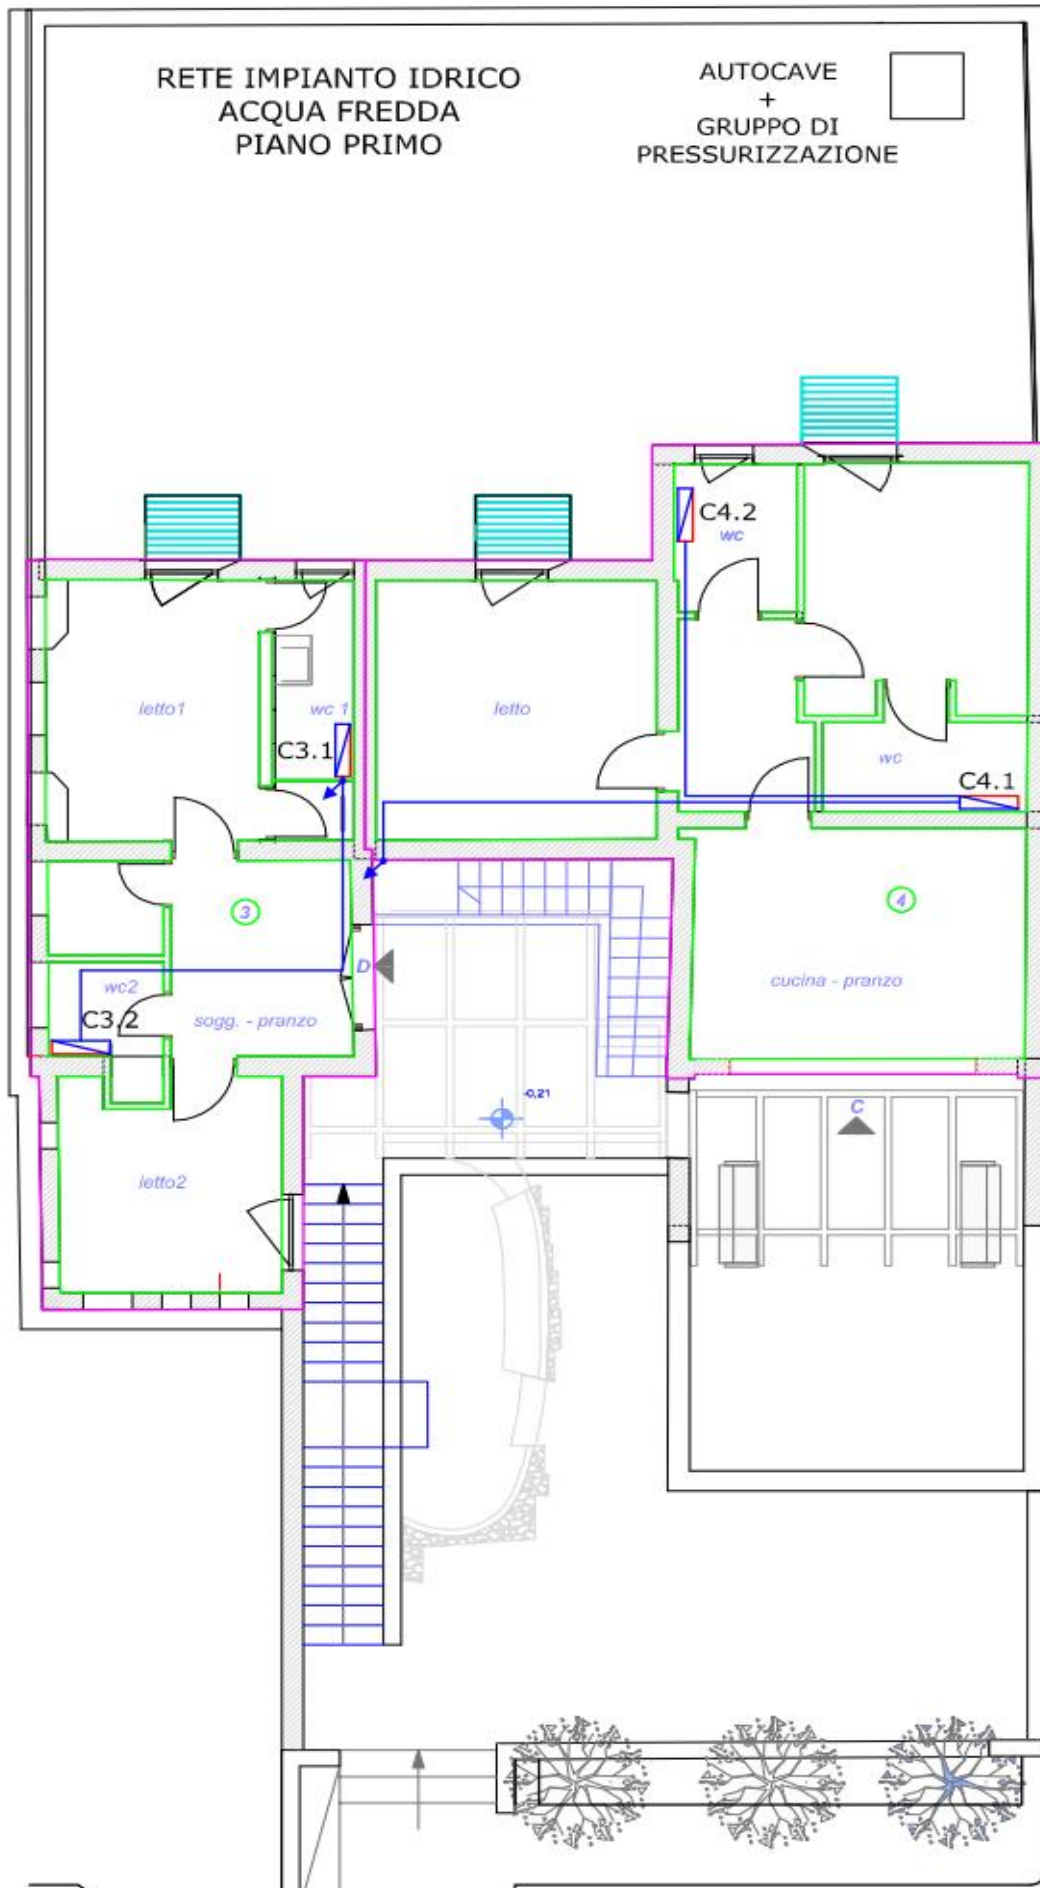 RETE IMPIANTO IDRICO
ACQUA FREDDA
PIANO PRIMO
AUTOCAVE
+
GRUPPO DI
PRESSURIZZAZIONE
C4.2
wc
letto1
wc 1
letto
C3.1
wc
C4.1
3
4
D
wc2
cucina - pranzo
C3.2
sogg. - pranzo
-0,21
C
letto2